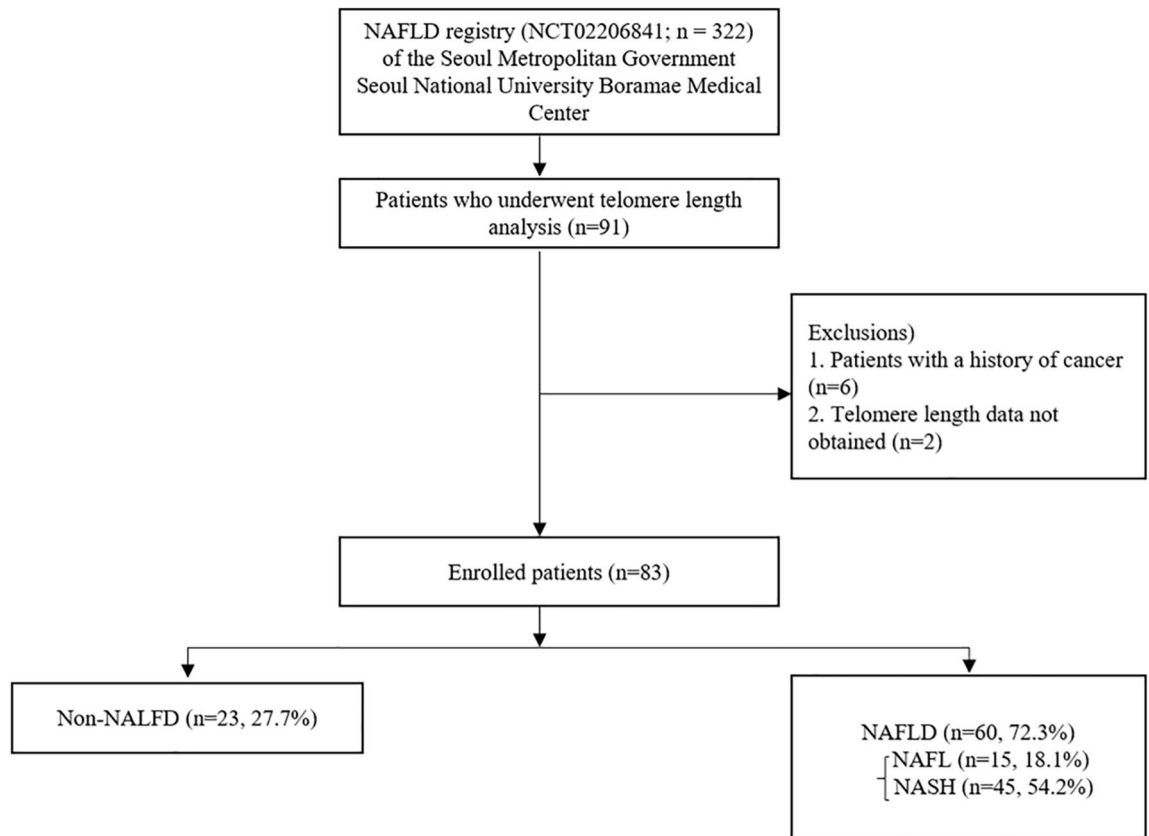 NAFLD registry (NCT02206841; n = 322)
of the Seoul Metropolitan Government
Seoul National University Boramae Medical
Center
Patients who underwent telomere length
analysis (n=91)
Exclusions)
1. Patients with a history of cancer
(n=6)
2. Telomere length data not
obtained (n=2)
Enrolled patients (n=83)
Non-NALFD (n=23, 27.7%)
NAFLD (n=60, 72.3%)
NAFL (n=15, 18.1%)
NASH (n=45, 54.2%)